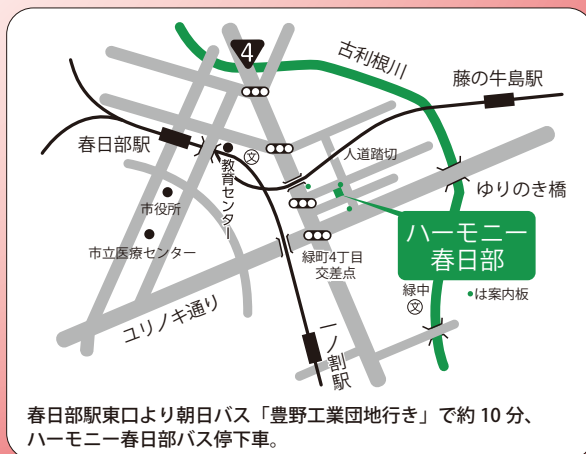 4
古利根川
藤の牛島駅
春日部駅
文
教育センター
人道踏切
市役所
ゆりのき橋
市立医療センター
ハーモニー
春日部
緑町4丁目
交差点
緑中
文
•は案内板
ユリノキ通り
一ノ割駅
春日部駅東口より朝日バス「豊野工業団地行き」で約 10 分、
ハーモニー春日部バス停下車。